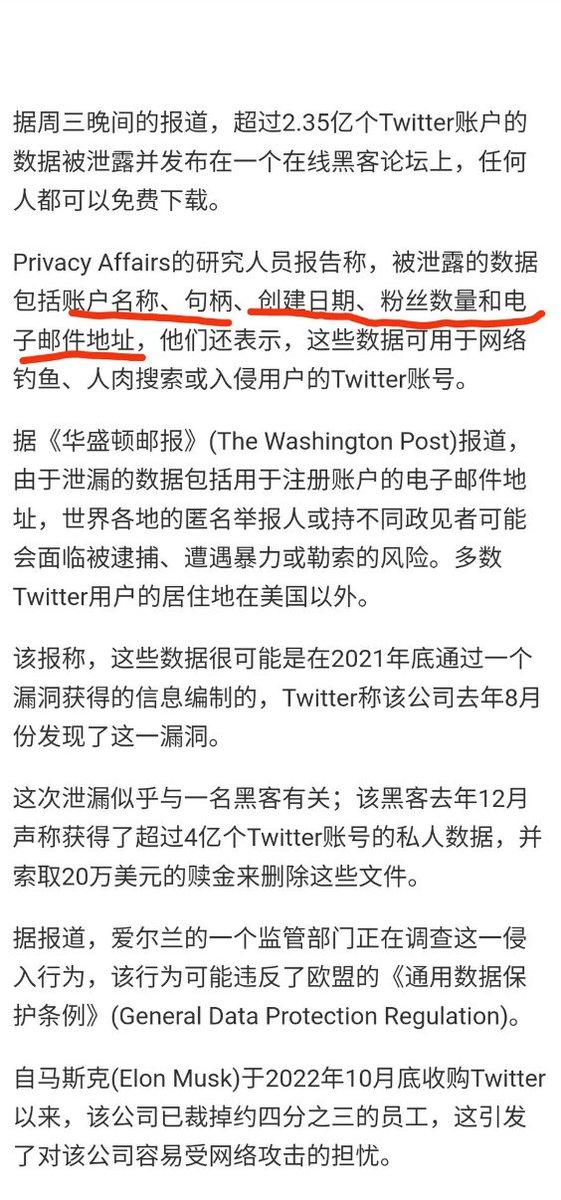 据周三晚间的报道，超过2.35亿个Twitter账户的
数据被泄露并发布在一个在线黑客论坛上，任何
人都可以免费下载。
Privacy Affairs的研究人员报告称，被泄露的数据
包括账户名称、句柄、创建日期、粉丝数量和电
子邮件地址，他们还表示，这些数据可用于网络
钓鱼、人肉搜索或入侵用户的Twitter账号。
据《华盛顿邮报》(The Washington Post)报道，
由于泄漏的数据包括用于注册账户的电子邮件地
址，世界各地的匿名举报人或持不同政见者可能
会面临被逮捕、遭遇暴力或勒索的风险。多数
Twitter用户的居住地在美国以外。
该报称，这些数据很可能是在2021年底通过一个
漏洞获得的信息编制的，Twitter称该公司去年8月
份发现了这一漏洞。
这次泄漏似乎与一名黑客有关；该黑客去年12月
声称获得了超过4亿个Twitter账号的私人数据，并
索取20万美元的赎金来删除这些文件。
据报道，爱尔兰的一个监管部门正在调查这一侵
入行为，该行为可能违反了欧盟的《通用数据保
护条例》(General Data Protection Regulation)。
自马斯克(Elon Musk)于2022年10月底收购Twitter
以来，该公司已裁掉约四分之三的员工，这引发
了对该公司容易受网络攻击的担忧。